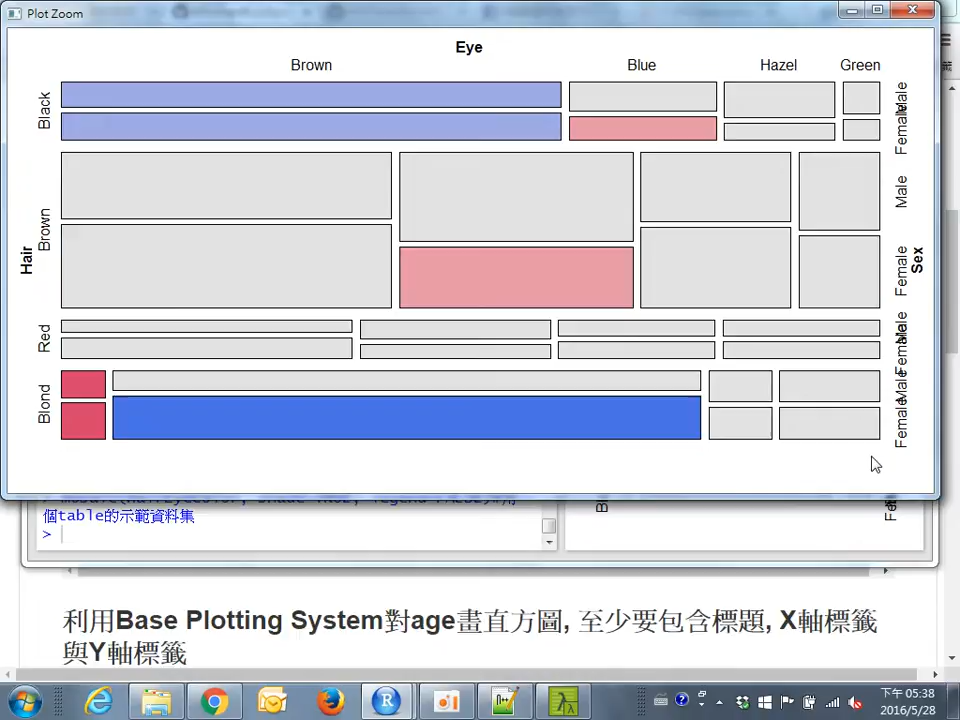 Plot Zoom
Eye
Brown Blue Hazel Green
Black
Male
Female
Hair
Brown
Male
Female
Sex
Red
Male
Female
Blond
Male
Female
個table的示範資料集
>
利用Base Plotting System對age畫直方圖, 至少要包含標題, X軸標籤
與Y軸標籤
下午 05:38
2016/5/28